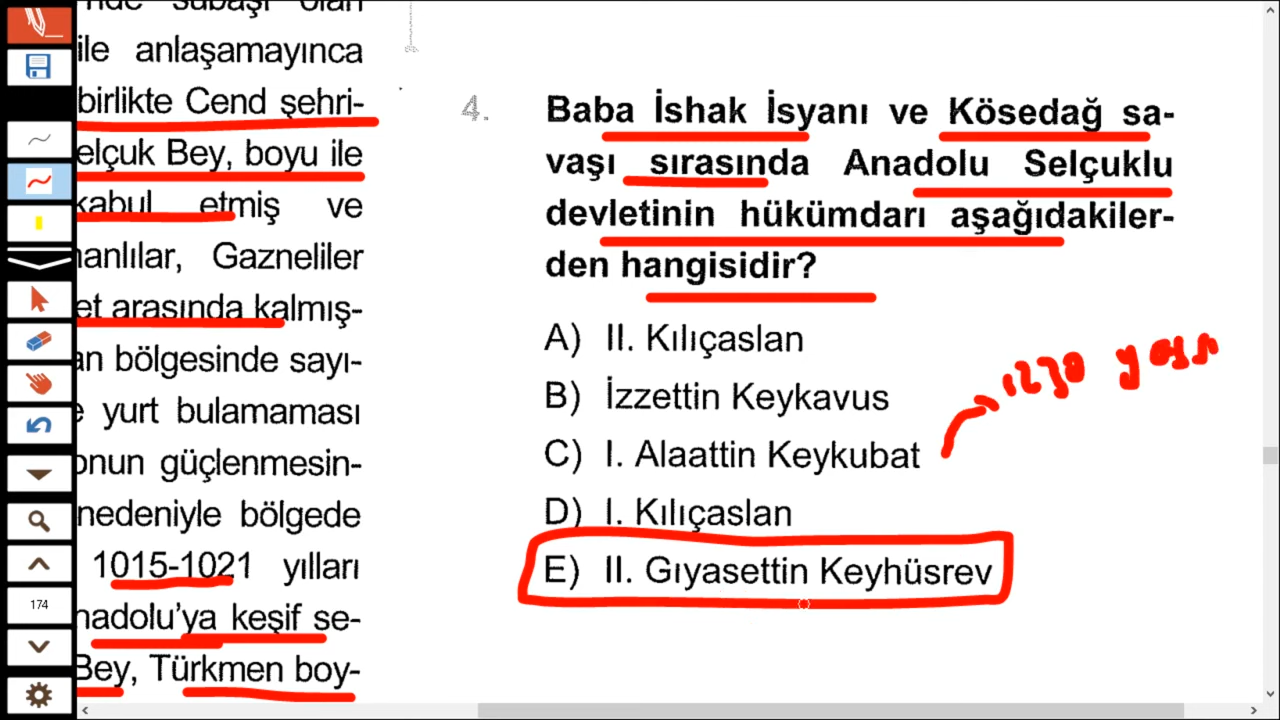 ile anlaşamayınca
birlikte Cend şehri-
elçuk Bey, boyu ile
kabul etmiş ve
Gazneliler
et arasında kalmış-
bölgesinde sayı-
yurt bulamaması
onun güçlenmesin-
nedeniyle bölgede
1015-1021 yılları
nadolu'ya keşif se-
Bey, Türkmen boy-
174
4. Baba İshak İsyanı ve Kösedağ sa-
vaşı sırasında Anadolu Selçuklu
devletinin hükümdarı aşağıdakiler-
den hangisidir?
A) II. Kılıçaslan
B) İzzettin Keykavus
C) I. Alaattin Keykubat
1230
D) I. Kılıçaslan
E) II. Gıyasettin Keyhüsrev